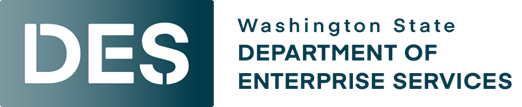 DES
Washington State
DEPARTMENT OF
ENTERPRISE SERVICES